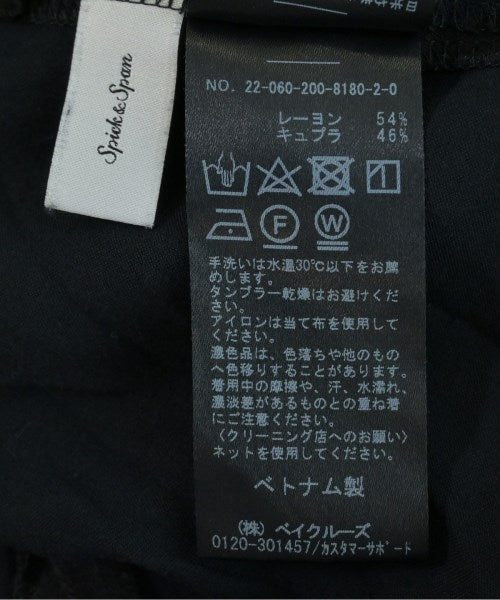 Spick & Span
NO. 22-060-200-8180-2-0
レーヨン 54%
キュプラ 46%
F
W
手洗いは水温30℃以下をお薦
めします。
タンブラー乾燥はお避けくださ
い。
アイロンは当て布を使用して
ください。
濃色品は、色落ちや他のもの
へ色移りすることがあります。
着用中の摩擦や、汗、水濡れ、
濃淡差があるものとの重ね着
にご注意ください。
〈クリーニング店へのお願い〉
ネットを使用してください。
ベトナム製
(株) ベイクルーズ
0120-301457/カスタマーサポート